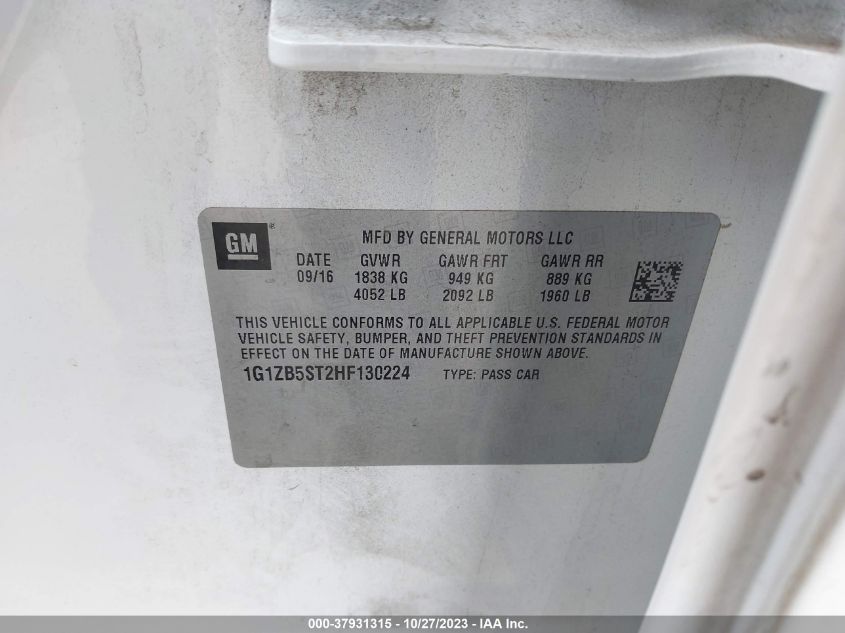 GM®
MFD BY GENERAL MOTORS LLC
DATE GVWR GAWR FRT GAWR RR
09/16 1838 KG 949 KG 889 KG
4052 LB 2092 LB 1960 LB
THIS VEHICLE CONFORMS TO ALL APPLICABLE U.S. FEDERAL MOTOR
VEHICLE SAFETY, BUMPER, AND THEFT PREVENTION STANDARDS IN
EFFECT ON THE DATE OF MANUFACTURE SHOWN ABOVE.
1G1ZB5ST2HF130224 TYPE: PASS CAR
000-37931315 - 10/27/2023 - IAA Inc.